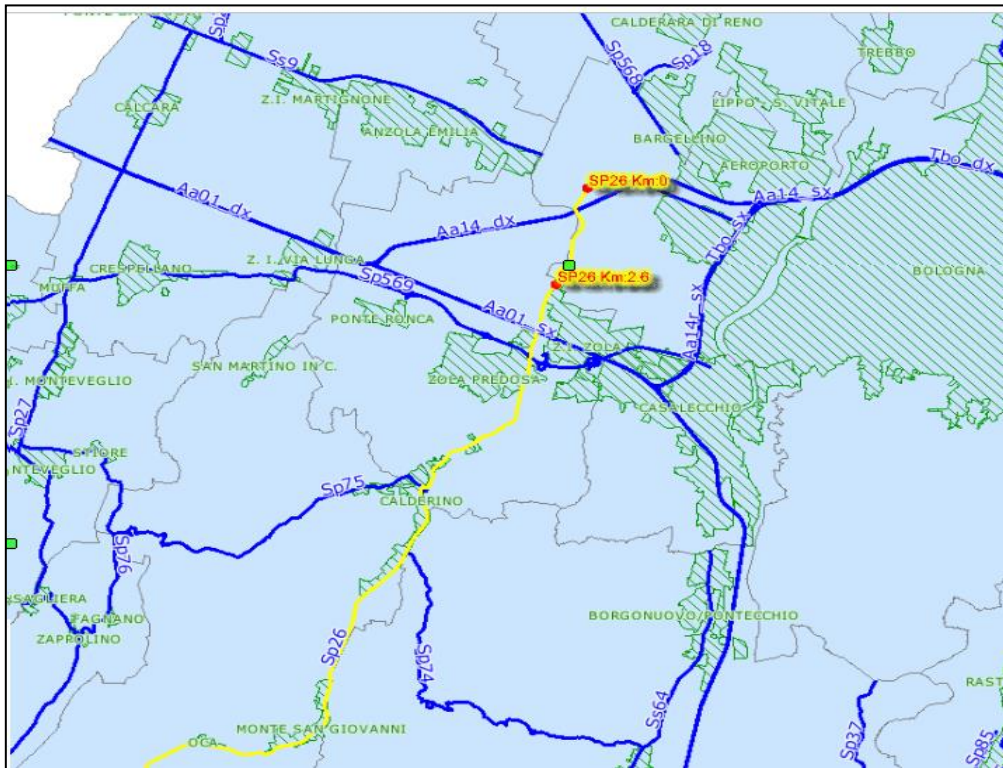 CALDERARA DI RENO
TREBBO
Ss9
Sp568
Sp18
Z.I. MARTIGNONE
CALCARA
LIPPO - S. VITALE
ANZOLA EMILIA
BARGELLINO
AEROPORTO
Tbo_dx
SP26 Km:0
Aa01_dx
Aa14_sx
Aa14_dx
Tbo_sx
Z. I. VIA LUNGA
CRESPELLANO
BOLOGNA
SP26 Km:2.6
Sp569
MUFFA
Aa01_sx
PONTE RONCA
Aa14r_sx
Z.I. ZOLA
SAN MARTINO IN C.
MONTEVEGLIO
ZOLA PREDOSA
CASALECCHIO
Sp27
STIORE
NTEVEGLIO
Sp75
CALDERINO
Sp76
SAGLIERA
FAGNANO
BORGONUOVO/PONTECCHIO
ZAPPOLINO
Sp26
Sp74
RAST
Ss64
MONTE SAN GIOVANNI
OCA
Sp37
Sp85